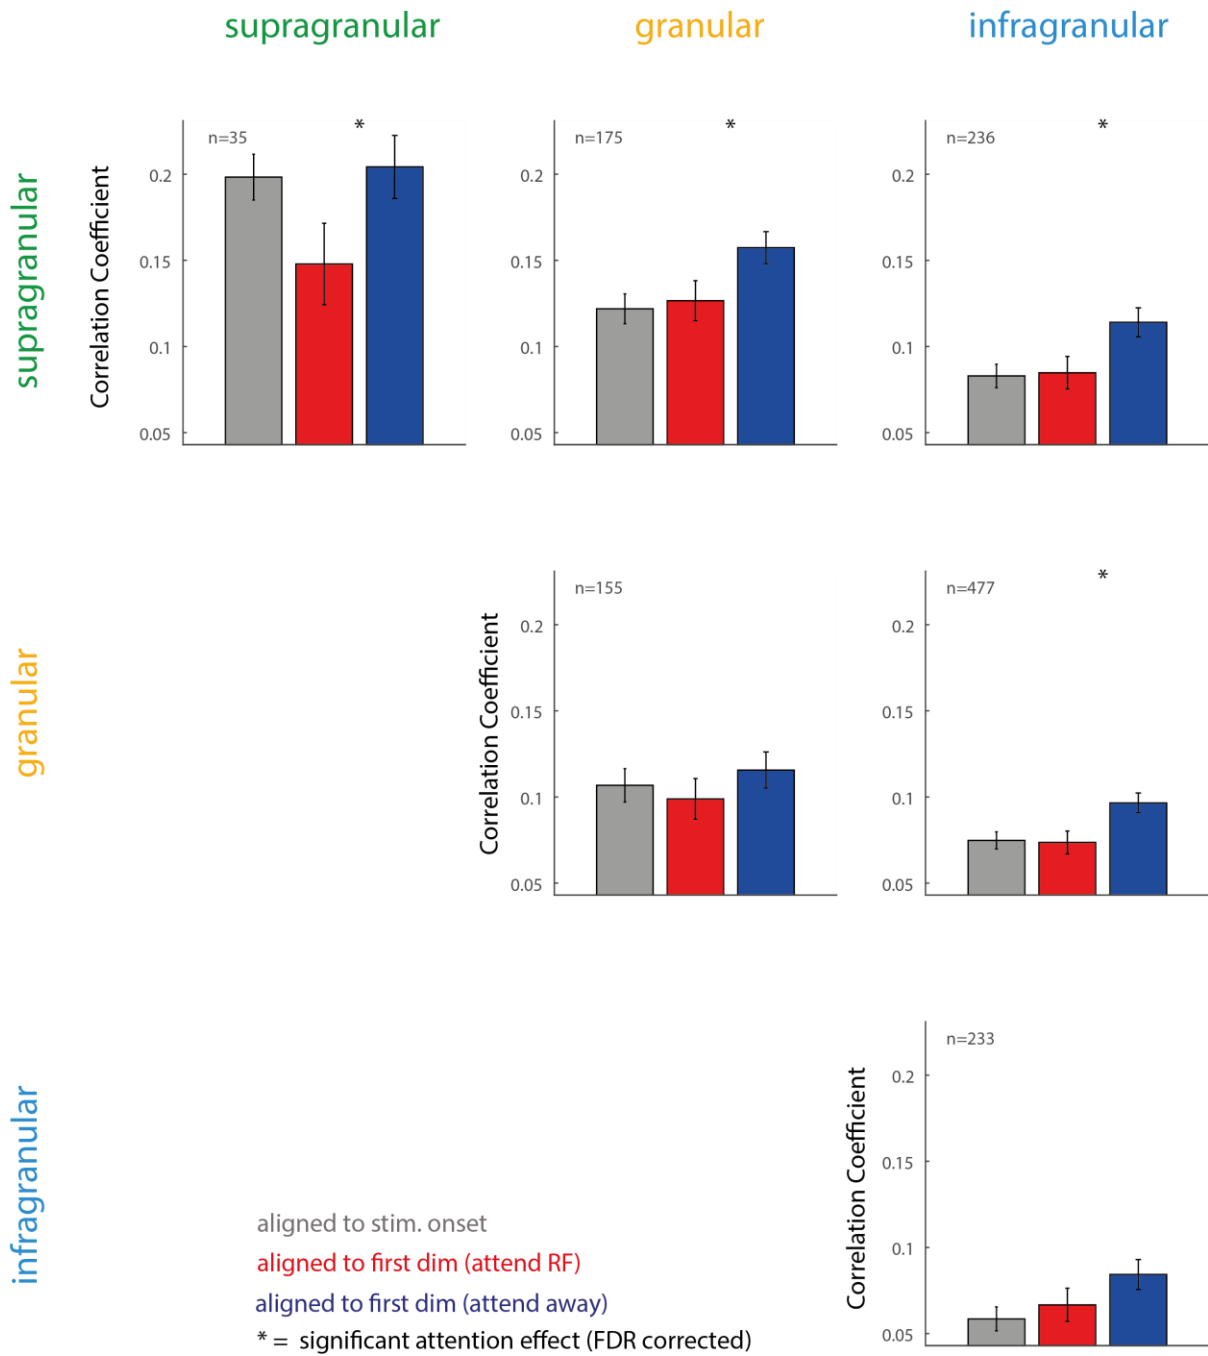 supragranular granular infragranular
supragranular
Correlation Coefficient
n=35 *
0.2
0.15
0.1
0.05
n=175 *
0.2
0.15
0.1
0.05
n=236 *
0.2
0.15
0.1
0.05
granular
Correlation Coefficient
n=155
0.2
0.15
0.1
0.05
n=477 *
0.2
0.15
0.1
0.05
infragranular
Correlation Coefficient
n=233
0.2
0.15
0.1
0.05
aligned to stim. onset
aligned to first dim (attend RF)
aligned to first dim (attend away)
* = significant attention effect (FDR corrected)